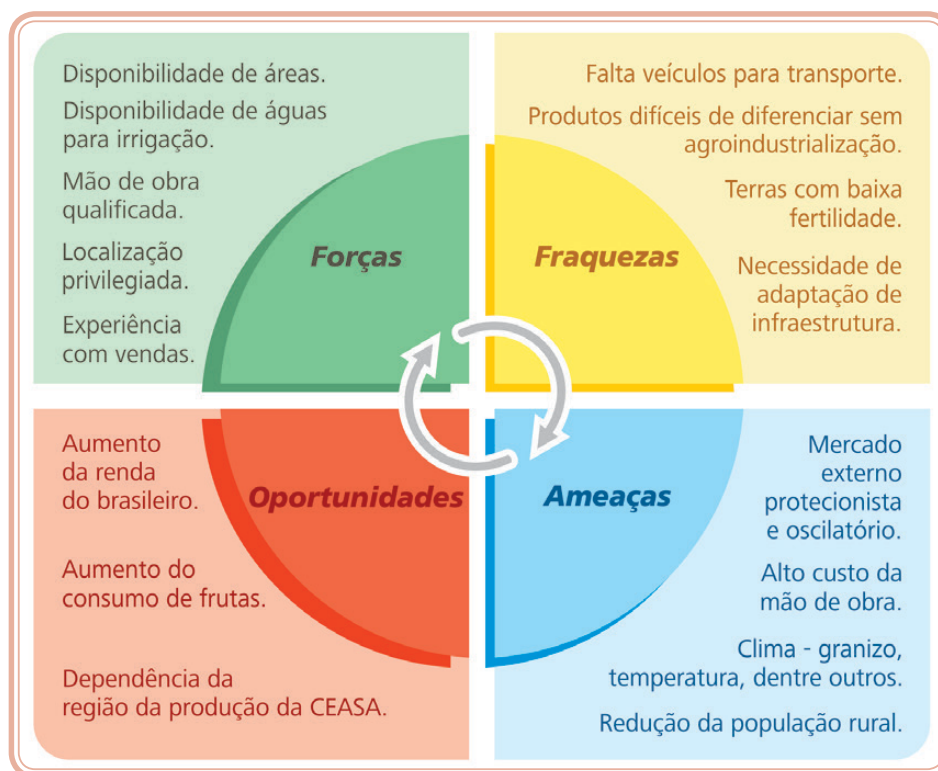 Disponibilidade de áreas.
Disponibilidade de águas
para irrigação.
Mão de obra
qualificada.
Localização
privilegiada.
Experiência
com vendas.
Forças
Falta veículos para transporte.
Produtos difíceis de diferenciar sem
agroindustrialização.
Terras com baixa
fertilidade.
Necessidade de
adaptação de
infraestrutura.
Fraquezas
Aumento
da renda
do brasileiro.
Aumento do
consumo de frutas.
Dependência da
região da produção da CEASA.
Oportunidades
Mercado
externo
protecionista
e oscilatório.
Alto custo da
mão de obra.
Clima - granizo,
temperatura, dentre outros.
Redução da população rural.
Ameaças